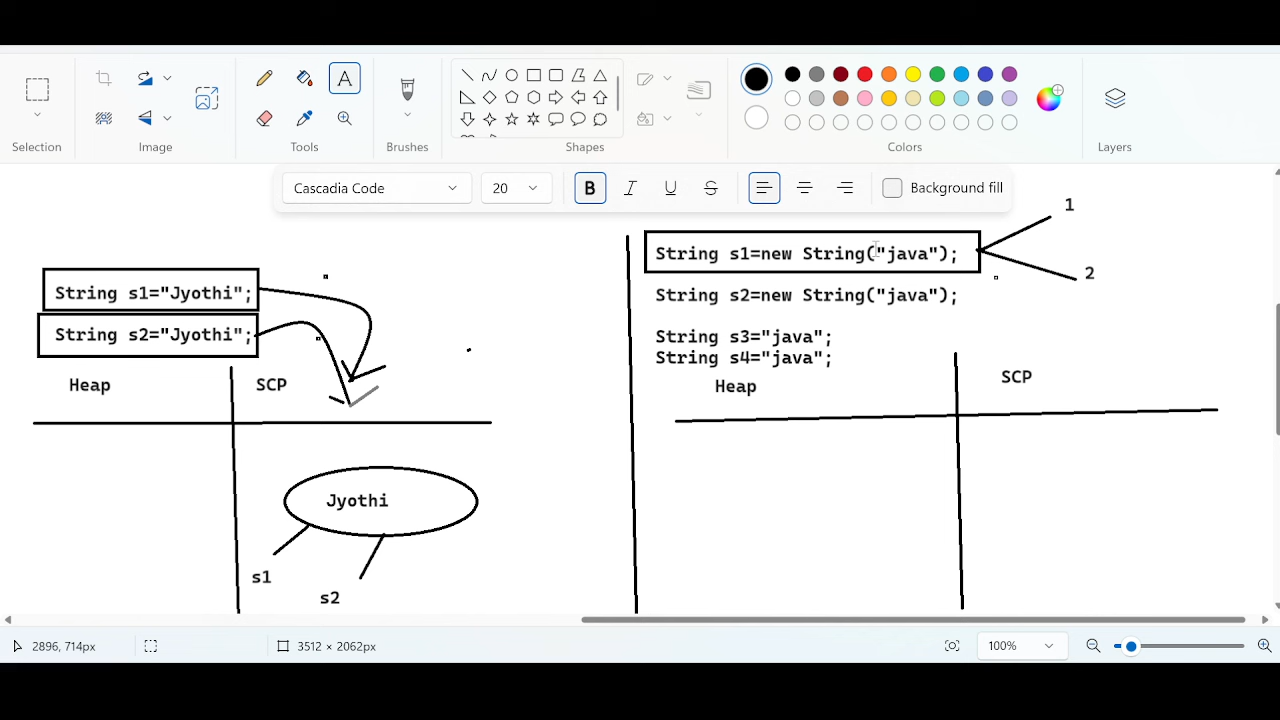 Selection
Image
Tools
Brushes
Shapes
Colors
Layers
Cascadia Code
20
B
I
U
S
Background fill
A
1
String s1=new String("java");
2
String s2=new String("java");
String s3="java";
String s4="java";
Heap
SCP
String s1="Jyothi";
String s2="Jyothi";
Heap
SCP
Jyothi
s1
s2
2896, 714px
3512 × 2062px
100%